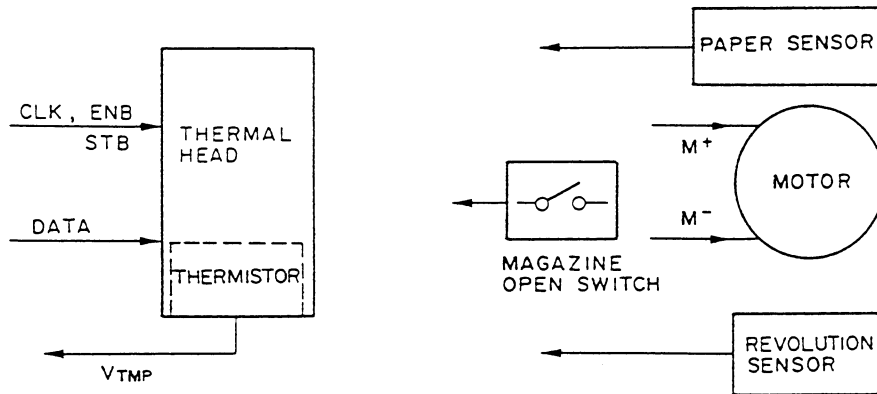 CLK, ENB
STB
THERMAL
HEAD
DATA
THERMISTOR
VTMP
PAPER SENSOR
M+
MOTOR
M-
MAGAZINE
OPEN SWITCH
REVOLUTION
SENSOR